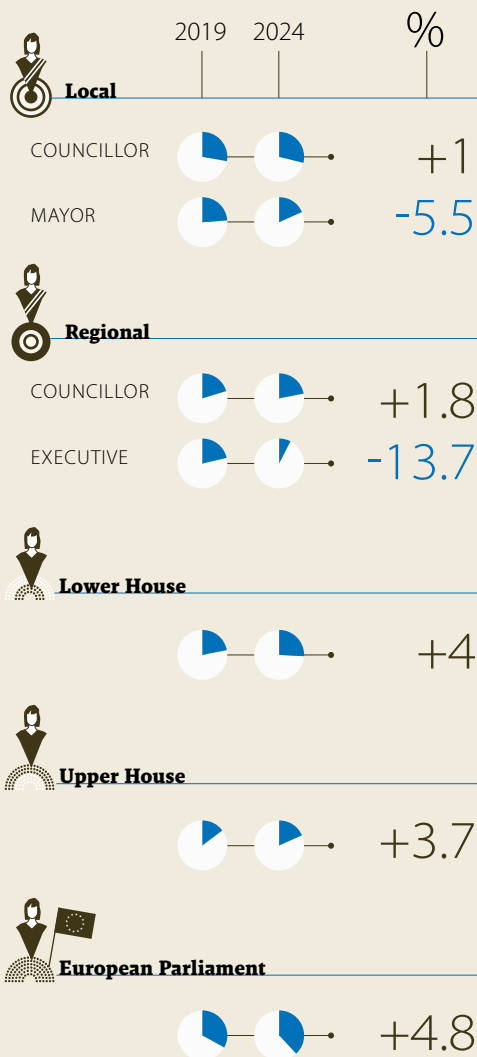 2019 2024 %
Local
COUNCILLOR +1
MAYOR -5.5
Regional
COUNCILLOR +1.8
EXECUTIVE -13.7
Lower House
+4
Upper House
+3.7
European Parliament
+4.8